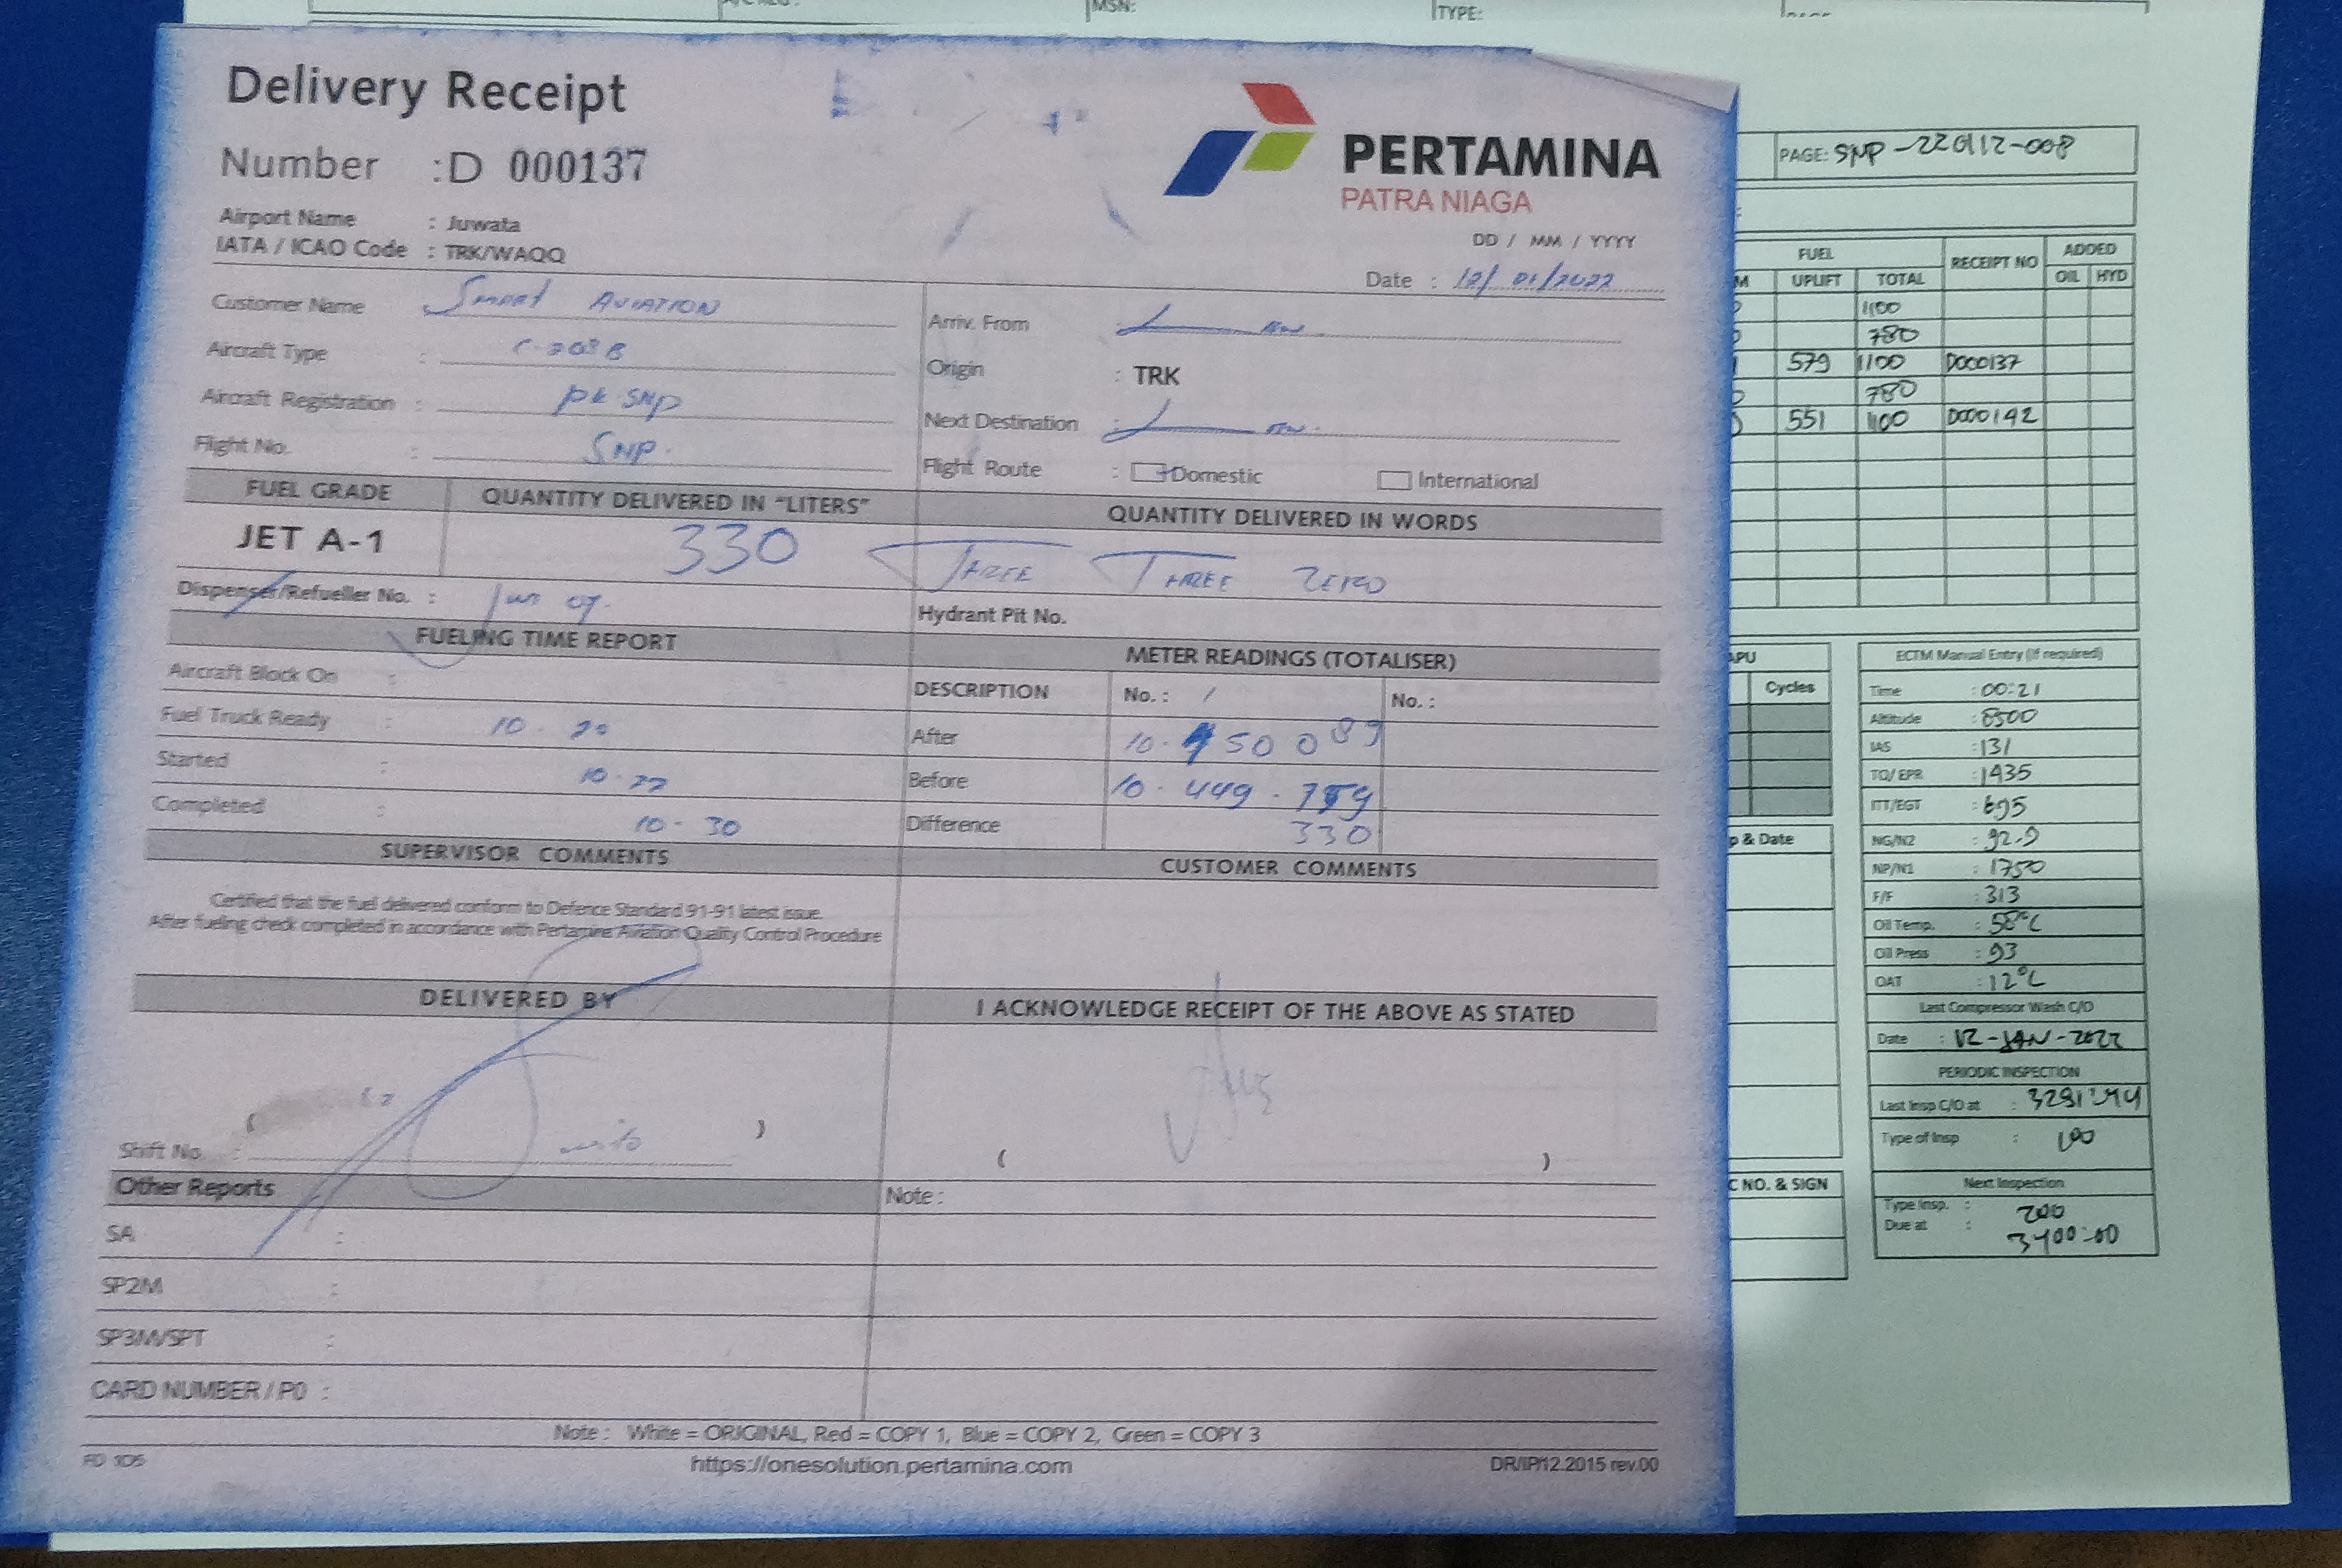 MSN:
TYPE:
Delivery Receipt
Number :D 000137
PERTAMINA
PATRA NIAGA
Airport Name : Juwata
IATA / ICAO Code : TRK/WAQQ
DD / MM / YYYY
Date : 12/01/2022
Customer Name Smart AVIATION
Aircraft Type : C-208B
Aircraft Registration : PK-SNP
Flight No. : SNP.
Arriv. From :
Origin : TRK
Next Destination :
Flight Route : Domestic International
FUEL GRADE QUANTITY DELIVERED IN "LITERS" QUANTITY DELIVERED IN WORDS
JET A-1 330 THREE THREE ZERO
Dispenser/Refueller No. :
Hydrant Pit No.
FUELING TIME REPORT METER READINGS (TOTALISER)
Aircraft Block On :
Fuel Truck Ready : 10-20
Started : 10-22
Completed : 10-30
DESCRIPTION No. : 1 No. :
After 10-450 089
Before 10-449-759
Difference 330
SUPERVISOR COMMENTS CUSTOMER COMMENTS
Certified that the fuel delivered conform to Defence Standard 91-91 latest issue.
After fueling check completed in accordance with Pertamina Aviation Quality Control Procedure
DELIVERED BY I ACKNOWLEDGE RECEIPT OF THE ABOVE AS STATED
( )
Shift No. :
( )
Other Reports Note :
SA :
SP2M :
SP3M/SPT :
CARD NUMBER / PO :
Note : White = ORIGINAL, Red = COPY 1, Blue = COPY 2, Green = COPY 3
FD 105 https://onesolution.pertamina.com DR/IP/12.2015 rev.00
PAGE: SNP-220112-008
FUEL RECEIPT NO ADDED
UPLIFT TOTAL OIL HYD
1100
780
579 1100 D000137
780
551 1100 D000142
APU
Cycles
p & Date
C NO. & SIGN
ECTM Manual Entry (If required)
Time : 00:21
Altitude : 8500
IAS : 131
TO/ EPR : 1435
ITT/EGT : 695
NG/N2 : 92.9
NP/N1 : 1750
F/F : 313
Oil Temp. : 58°C
Oil Press : 93
OAT : 12°C
Last Compressor Wash C/O
Date : 12-JAN-2022
PERIODIC INSPECTION
Last Insp C/O at : 3291:44
Type of Insp : 100
Next Inspection
Type Insp. : 200
Due at : 3400:00